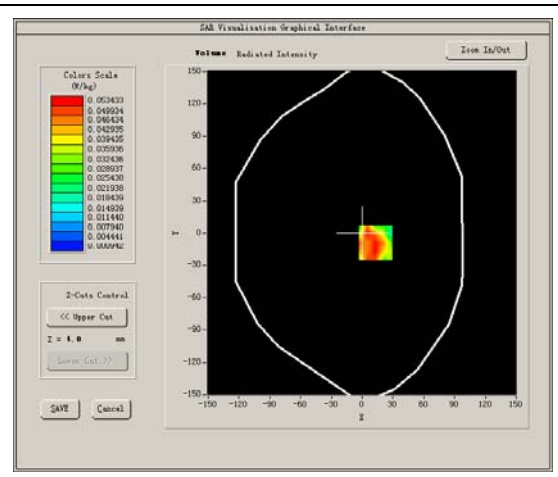 SAR Visualisation Graphical Interface
Volume Radiated Intensity
Zoom In/Out
Colors Scale
(W/kg)
0.053433
0.049934
0.046434
0.042935
0.039435
0.035936
0.032436
0.028937
0.025438
0.021938
0.018439
0.014939
0.011440
0.007940
0.004441
0.000942
Z-Cuts Control
<< Upper Cut
Z = 4.0 mm
Lower Cut >>
SAVE
Cancel
150
120
90
60
30
0
-30
-60
-90
-120
-150
Y
-150 -120 -90 -60 -30 0 30 60 90 120 150
X